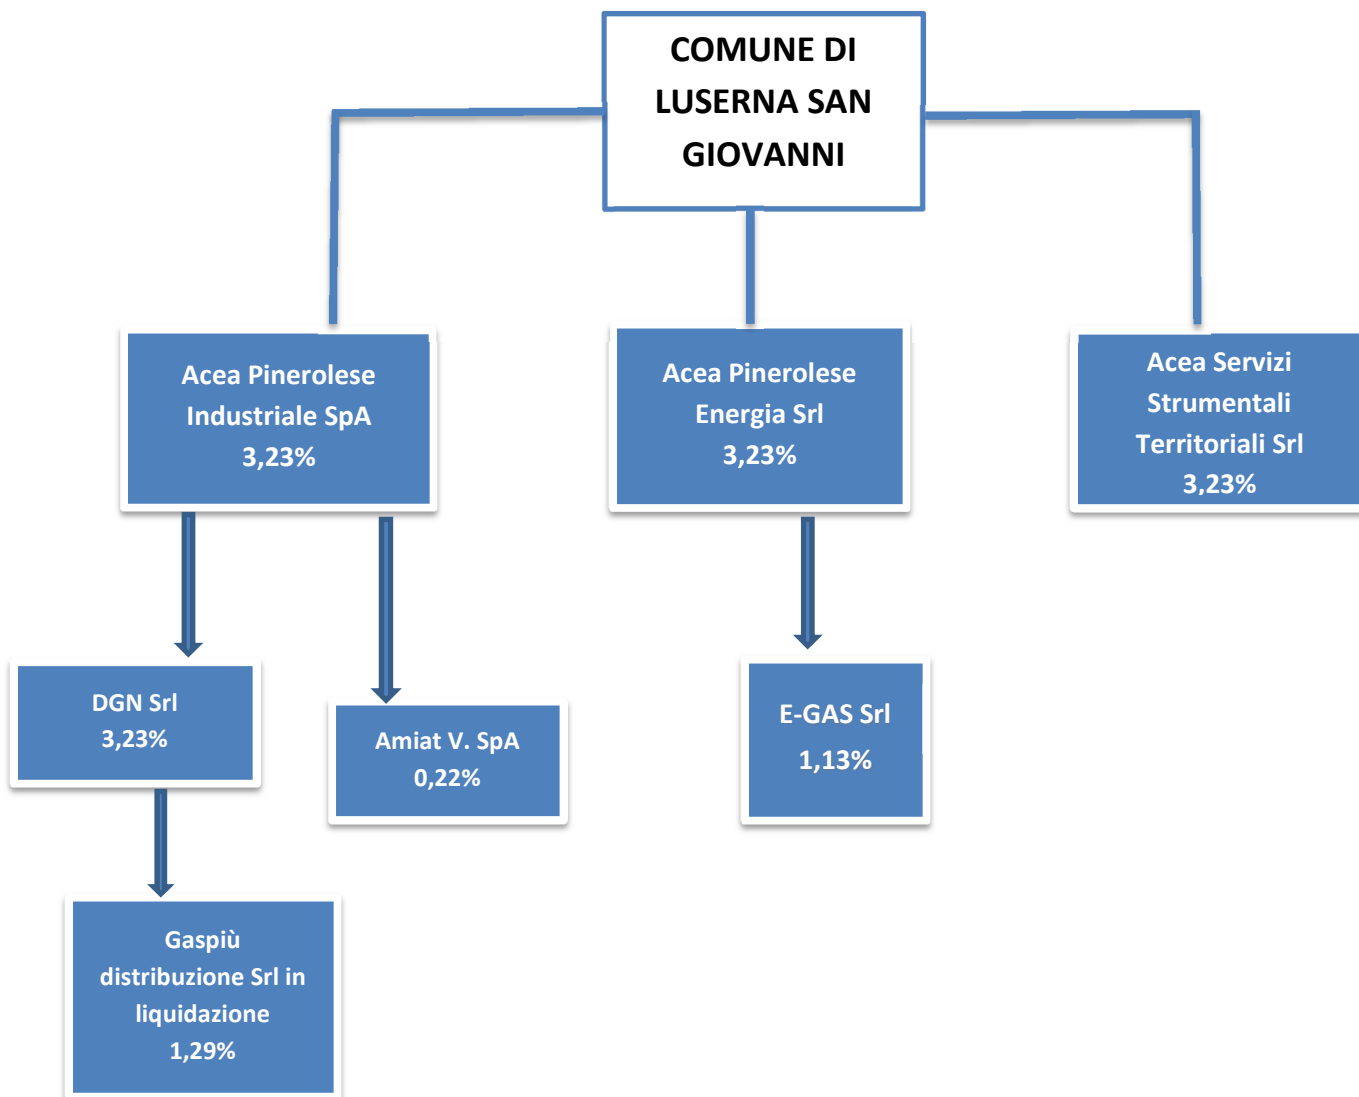 COMUNE DI
LUSERNA SAN
GIOVANNI
Acea Pinerolese
Industriale SpA
3,23%
Acea Pinerolese
Energia Srl
3,23%
Acea Servizi
Strumentali
Territoriali Srl
3,23%
DGN Srl
3,23%
Amiat V. SpA
0,22%
E-GAS Srl
1,13%
Gaspiù
distribuzione Srl in
liquidazione
1,29%